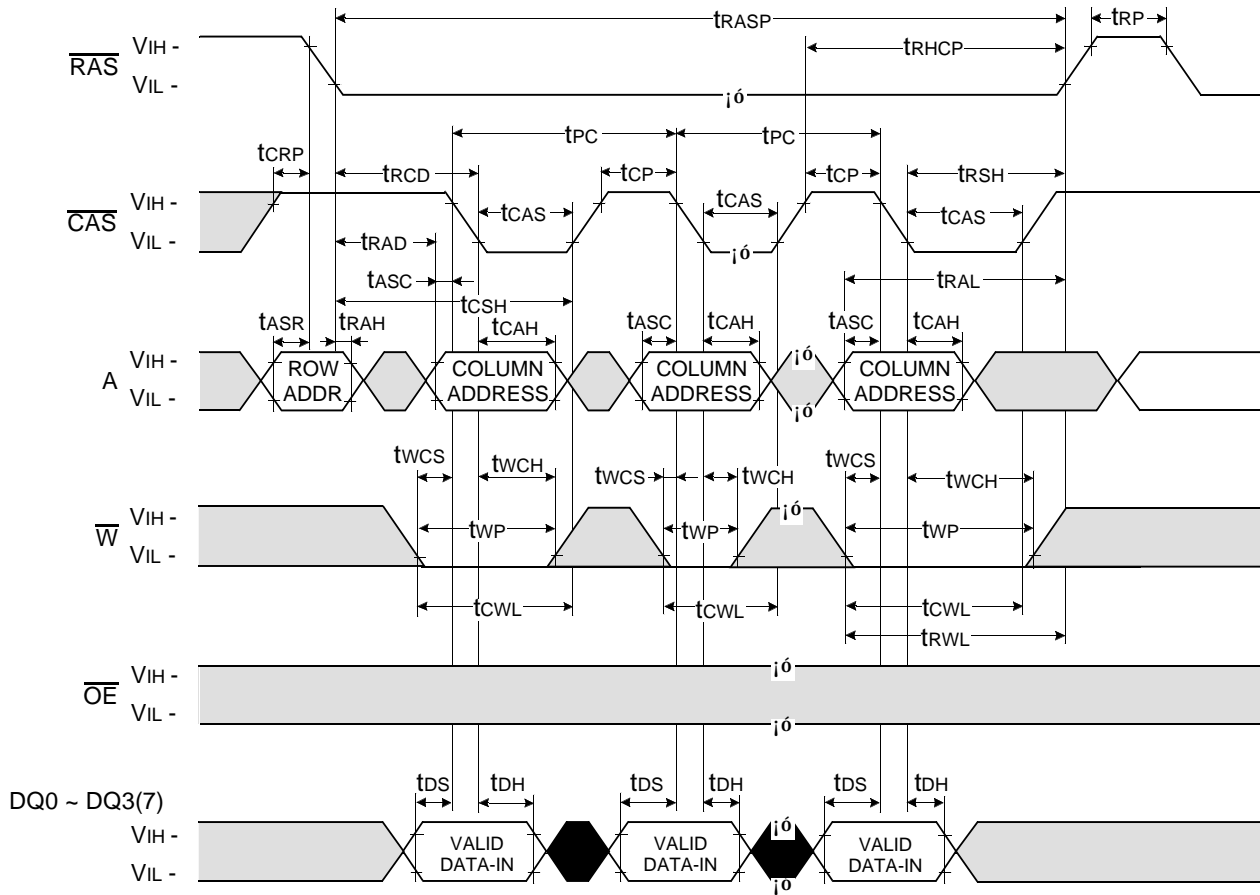 tRASP
tRP
RAS
VIH -
tRHCP
VIL -
¡ó
tPC
tPC
tCRP
tRCD
tCP
tCP
tRSH
CAS
VIH -
tCAS
tCAS
tCAS
VIL -
tRAD
¡ó
tASC
tCSH
tRAL
tASR
tRAH
tCAH
tASC
tCAH
tASC
tCAH
A
VIH -
VIL -
ROW
ADDR
COLUMN
ADDRESS
COLUMN
ADDRESS
¡ó
¡ó
COLUMN
ADDRESS
tWCS
tWCH
tWCS
tWCH
tWCS
tWCH
W
VIH -
¡ó
tWP
tWP
tWP
VIL -
tCWL
tCWL
tCWL
tRWL
OE
VIH -
¡ó
VIL -
¡ó
tDS
tDH
tDS
tDH
tDS
tDH
DQ0 ~ DQ3(7)
VIH -
VIL -
VALID
DATA-IN
VALID
DATA-IN
¡ó
¡ó
VALID
DATA-IN